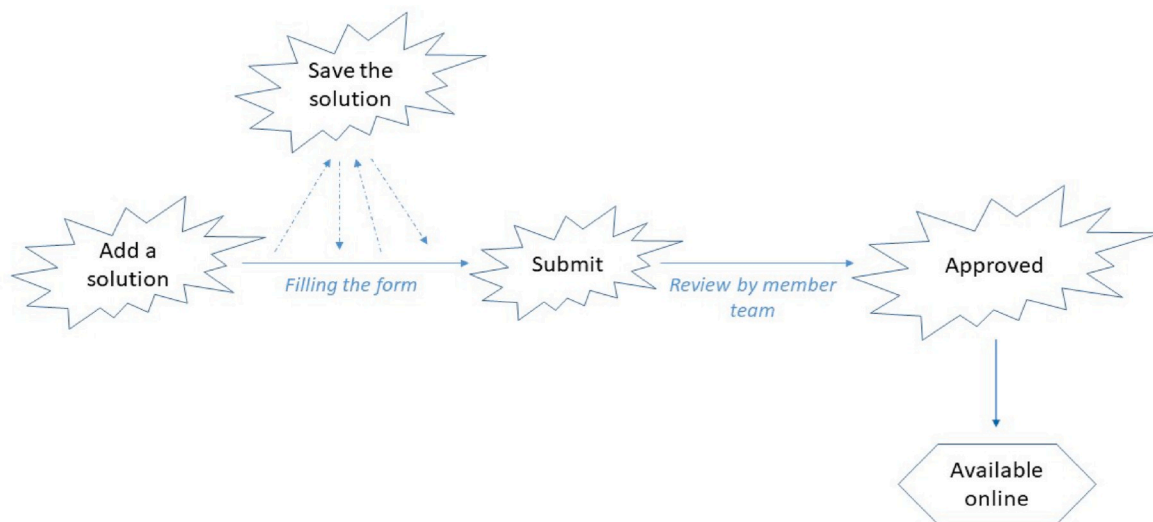 Save the
solution
Add a
solution
Filling the form
Submit
Review by member
team
Approved
Available
online